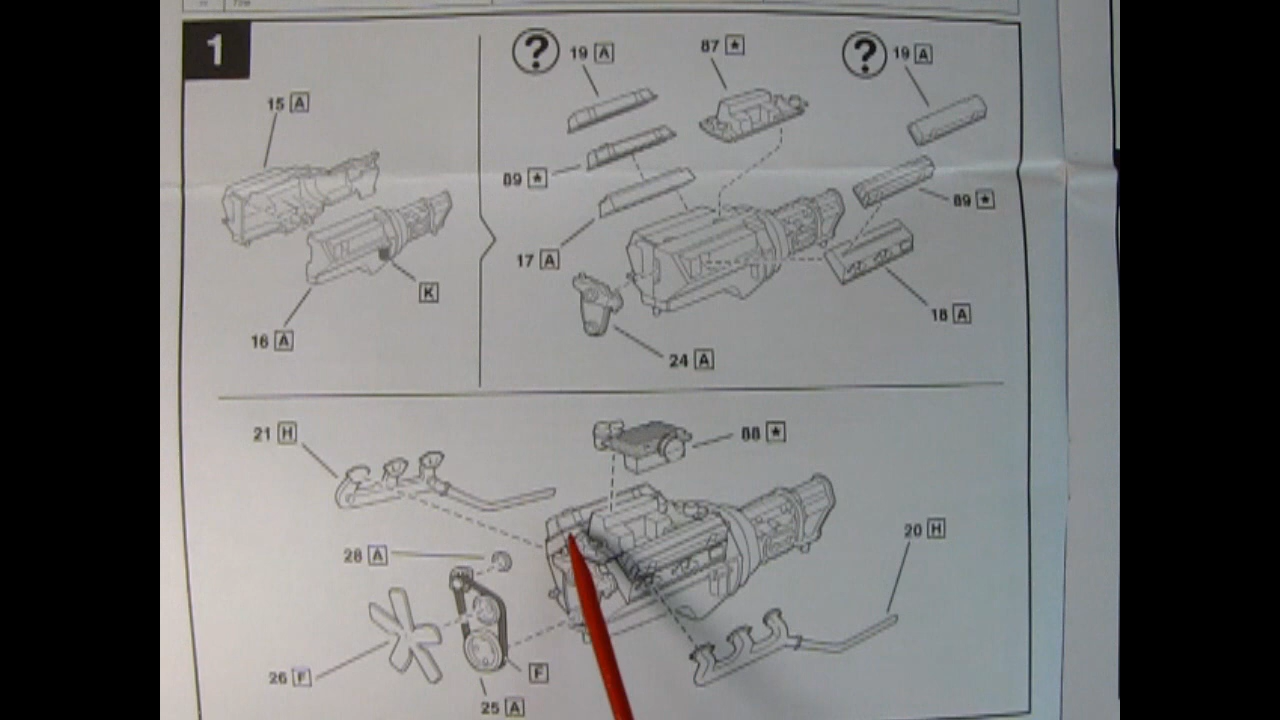 1
15 A
16 A
K
?
19 A
87 ★
?
19 A
89 ★
89 ★
17 A
18 A
24 A
21 H
88 ★
28 A
20 H
26 F
F
25 A